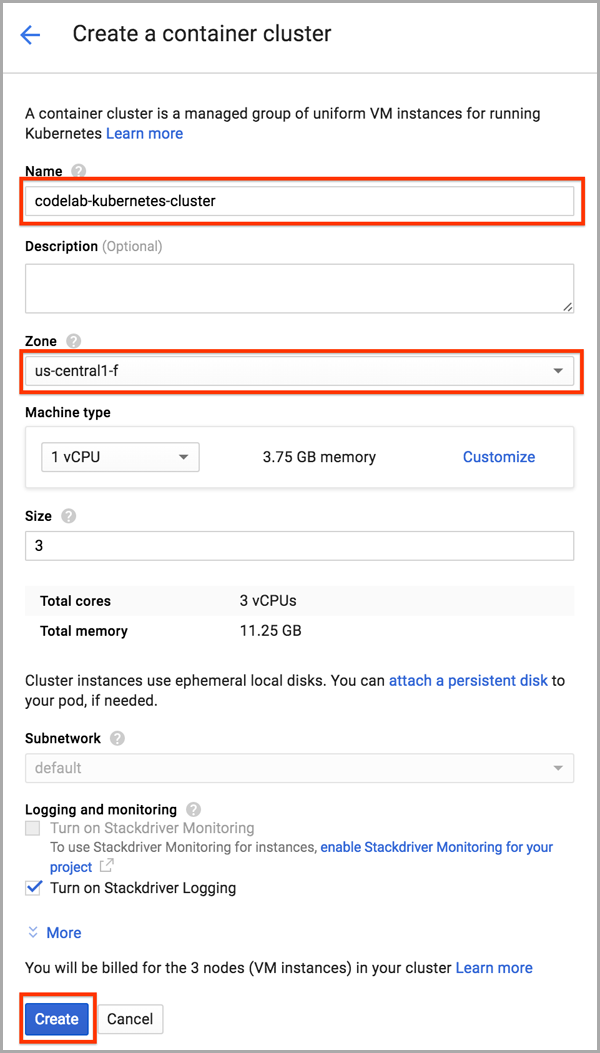 Create a container cluster
A container cluster is a managed group of uniform VM instances for running
Kubernetes Learn more
Name ?
codelab-kubernetes-cluster
Description (Optional)
Zone ?
us-central1-f
Machine type
1 vCPU 3.75 GB memory Customize
Size ?
3
Total cores 3 vCPUs
Total memory 11.25 GB
Cluster instances use ephemeral local disks. You can attach a persistent disk to
your pod, if needed.
Subnetwork ?
default
Logging and monitoring ?
Turn on Stackdriver Monitoring
To use Stackdriver Monitoring for instances, enable Stackdriver Monitoring for your
project
Turn on Stackdriver Logging
More
You will be billed for the 3 nodes (VM instances) in your cluster Learn more
Create Cancel